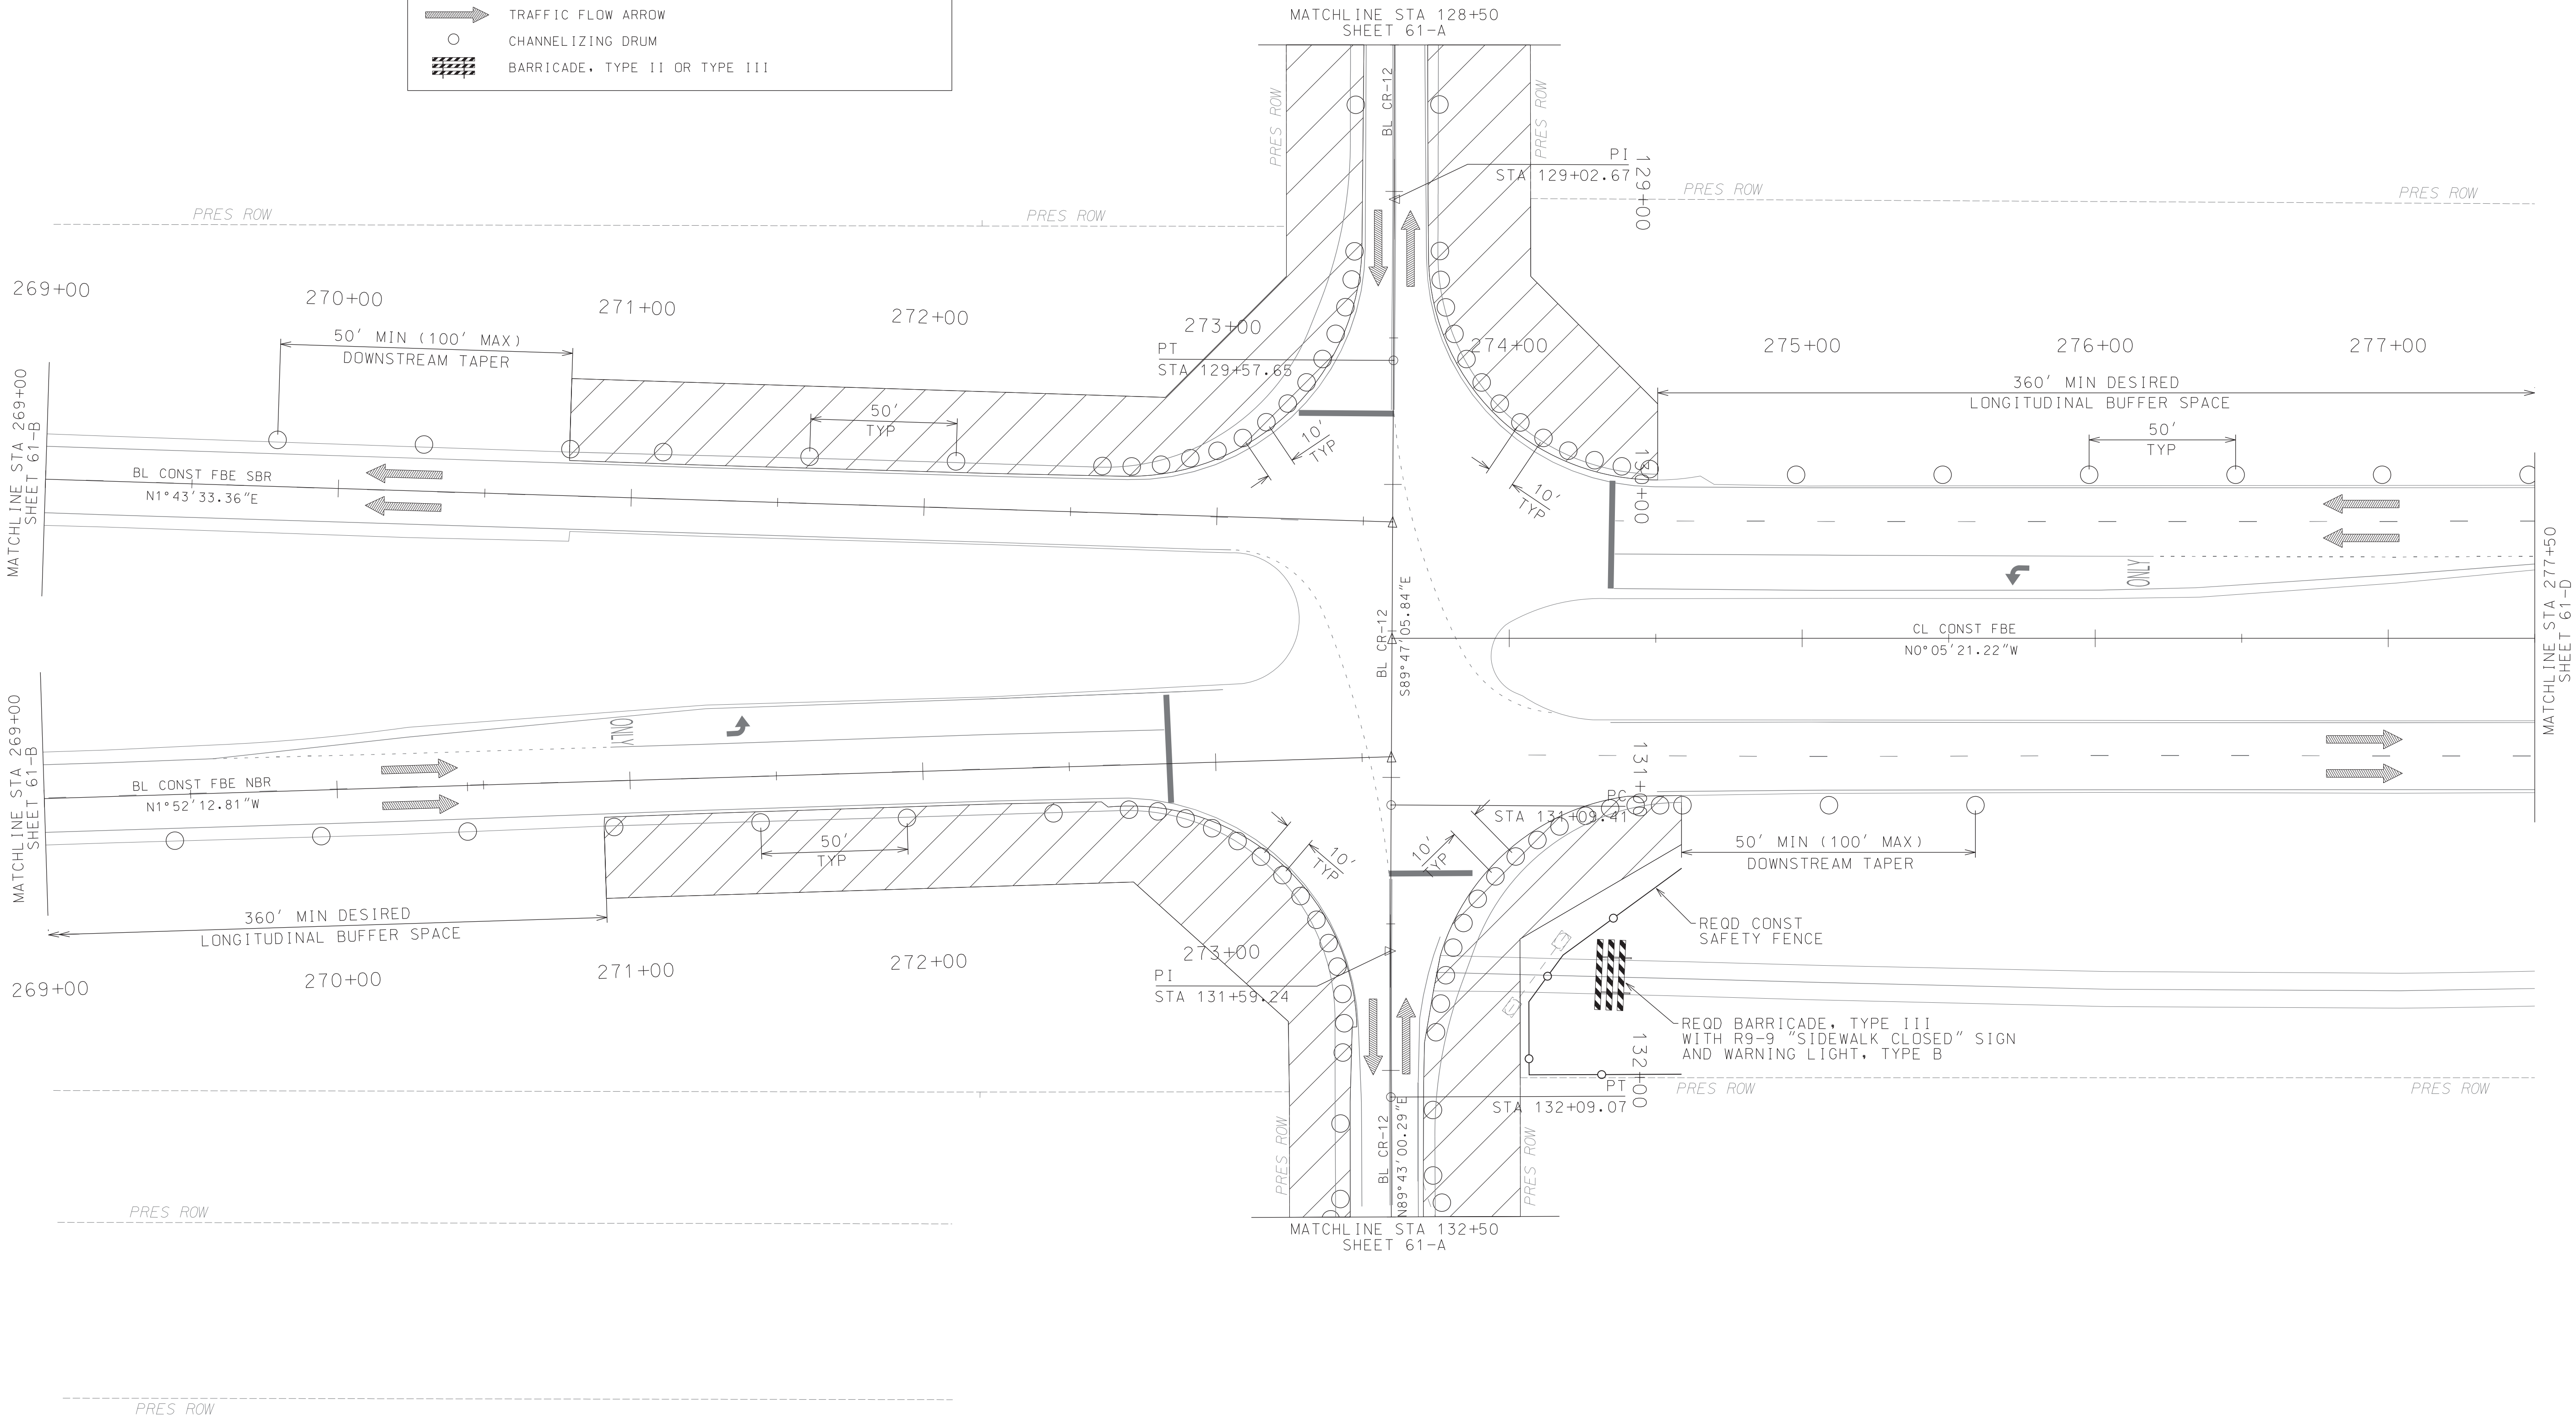 TRAFFIC FLOW ARROW
CHANNELIZING DRUM
BARRICADE, TYPE II OR TYPE III
MATCHLINE STA 128+50
SHEET 61-A
PRES ROW
BL CR-12
PRES ROW
PI
STA 129+02.67
129+00
PRES ROW
PRES ROW
PRES ROW
PRES ROW
269+00
270+00
271+00
272+00
273+00
274+00
275+00
276+00
277+00
50' MIN (100' MAX)
DOWNSTREAM TAPER
PT
STA 129+57.65
360' MIN DESIRED
LONGITUDINAL BUFFER SPACE
50'
TYP
50'
TYP
10'
TYP
10'
TYP
130+00
MATCHLINE STA 269+00
SHEET 61-B
BL CONST FBE SBR
N1°43'33.36"E
ONLY
MATCHLINE STA 277+50
SHEET 61-D
BL CR-12
S89°47'05.84"E
CL CONST FBE
N0°05'21.22"W
MATCHLINE STA 269+00
SHEET 61-B
ONLY
BL CONST FBE NBR
N1°52'12.81"W
131+00
PC
STA 131+09.41
50'
TYP
10'
TYP
10'
TYP
50' MIN (100' MAX)
DOWNSTREAM TAPER
360' MIN DESIRED
LONGITUDINAL BUFFER SPACE
REQD CONST
SAFETY FENCE
269+00
270+00
271+00
272+00
273+00
PI
STA 131+59.24
REQD BARRICADE, TYPE III
WITH R9-9 "SIDEWALK CLOSED" SIGN
AND WARNING LIGHT, TYPE B
132+00
PT
STA 132+09.07
PRES ROW
PRES ROW
PRES ROW
BL CR-12
N89°43'00.29"E
PRES ROW
MATCHLINE STA 132+50
SHEET 61-A
PRES ROW
PRES ROW